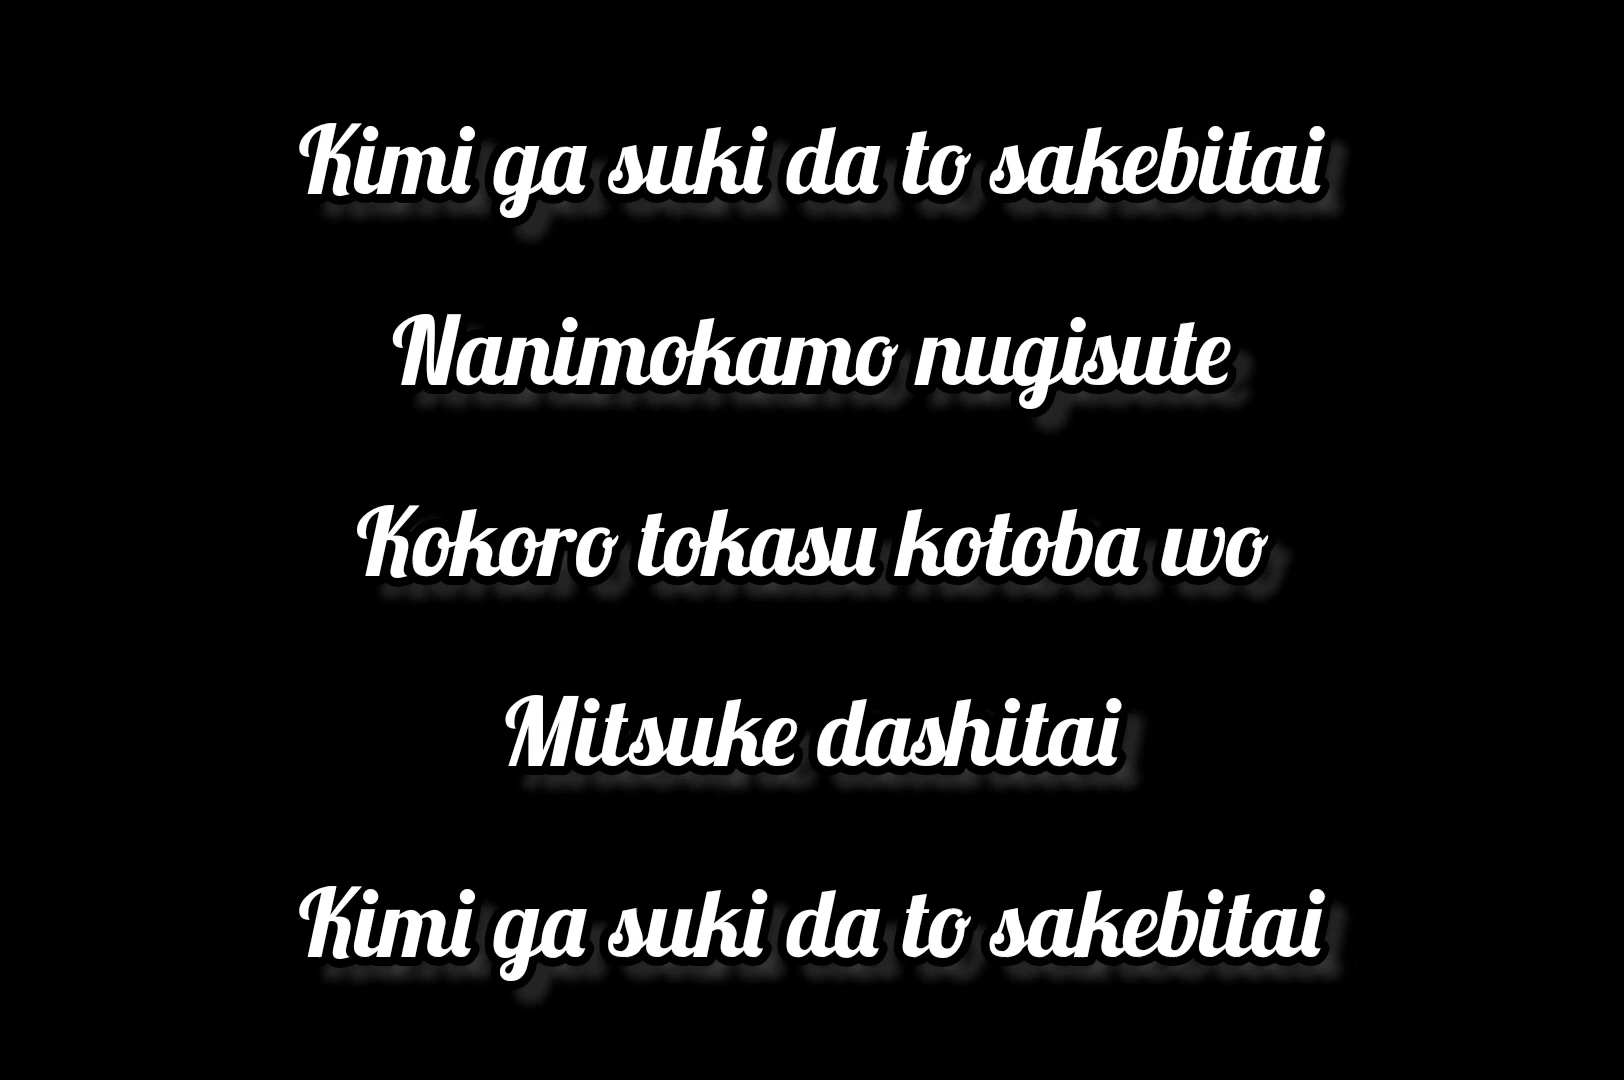 Kimi ga suki da to sakebitai
Nanimokamo nugisute
Kokoro tokasu kotoba wo
Mitsuke dashitai
Kimi ga suki da to sakebitai